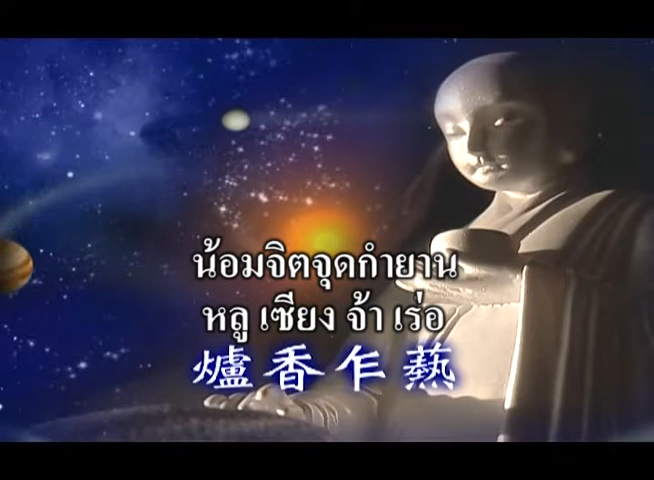 น้อมจิตจุดกำยาน
หลู เซียง จ้า เร่อ
爐香乍爇